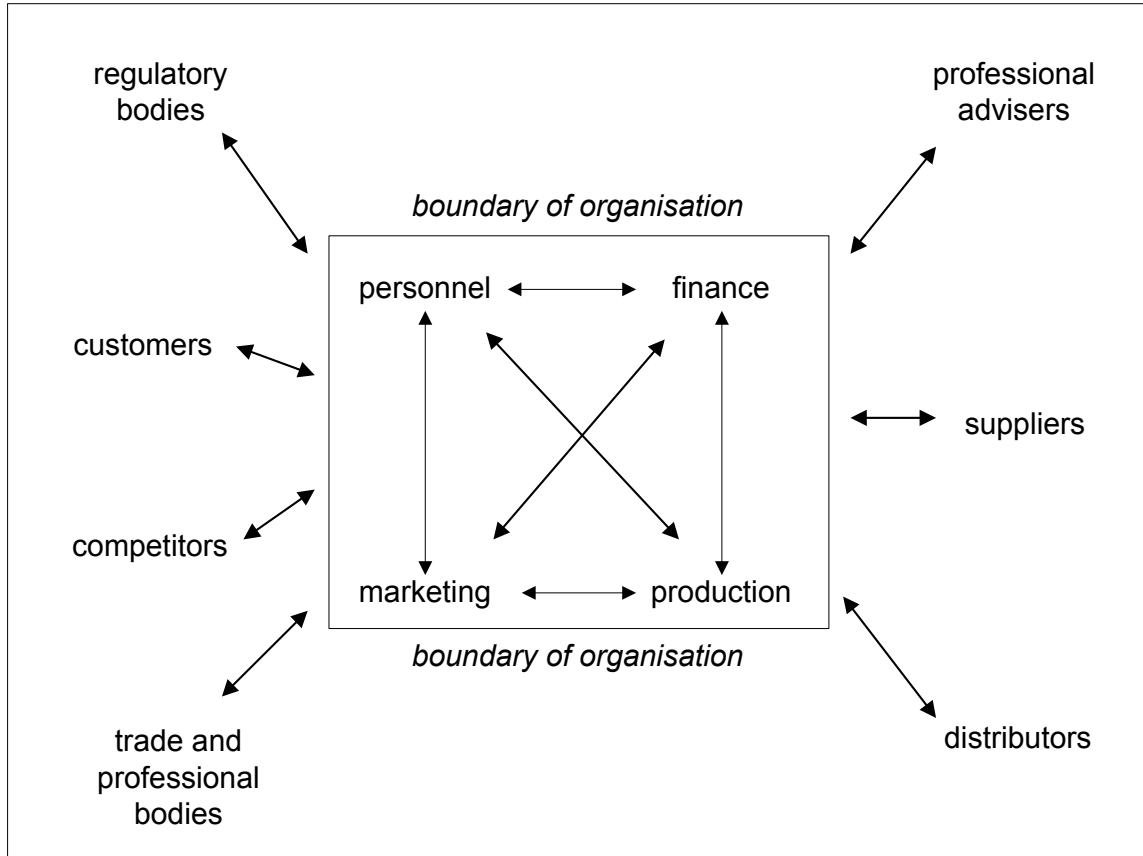 regulatory
bodies
professional
advisers
boundary of organisation
personnel
finance
customers
suppliers
competitors
marketing
production
boundary of organisation
trade and
professional
bodies
distributors